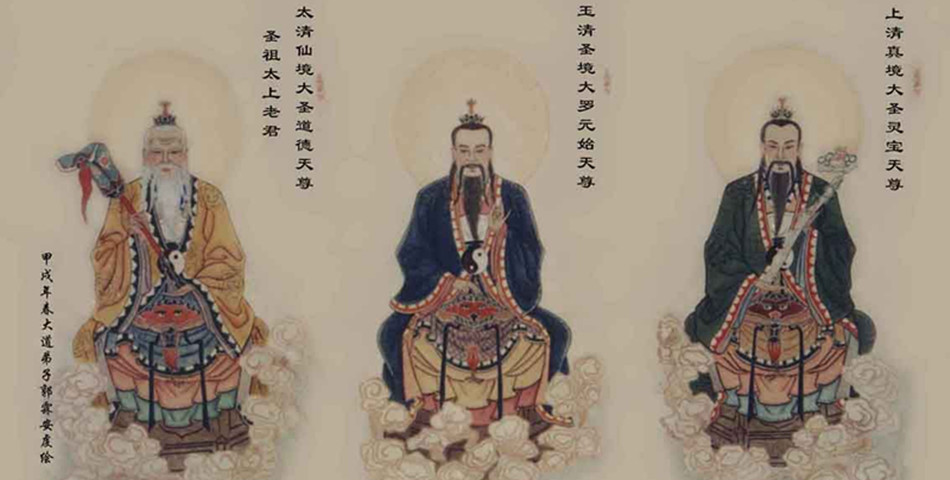 上清真境大圣灵宝天尊
玉清圣境大罗元始天尊
太清仙境大圣道德天尊
圣祖太上老君
甲戌年春大道弟子郭霖安虔绘